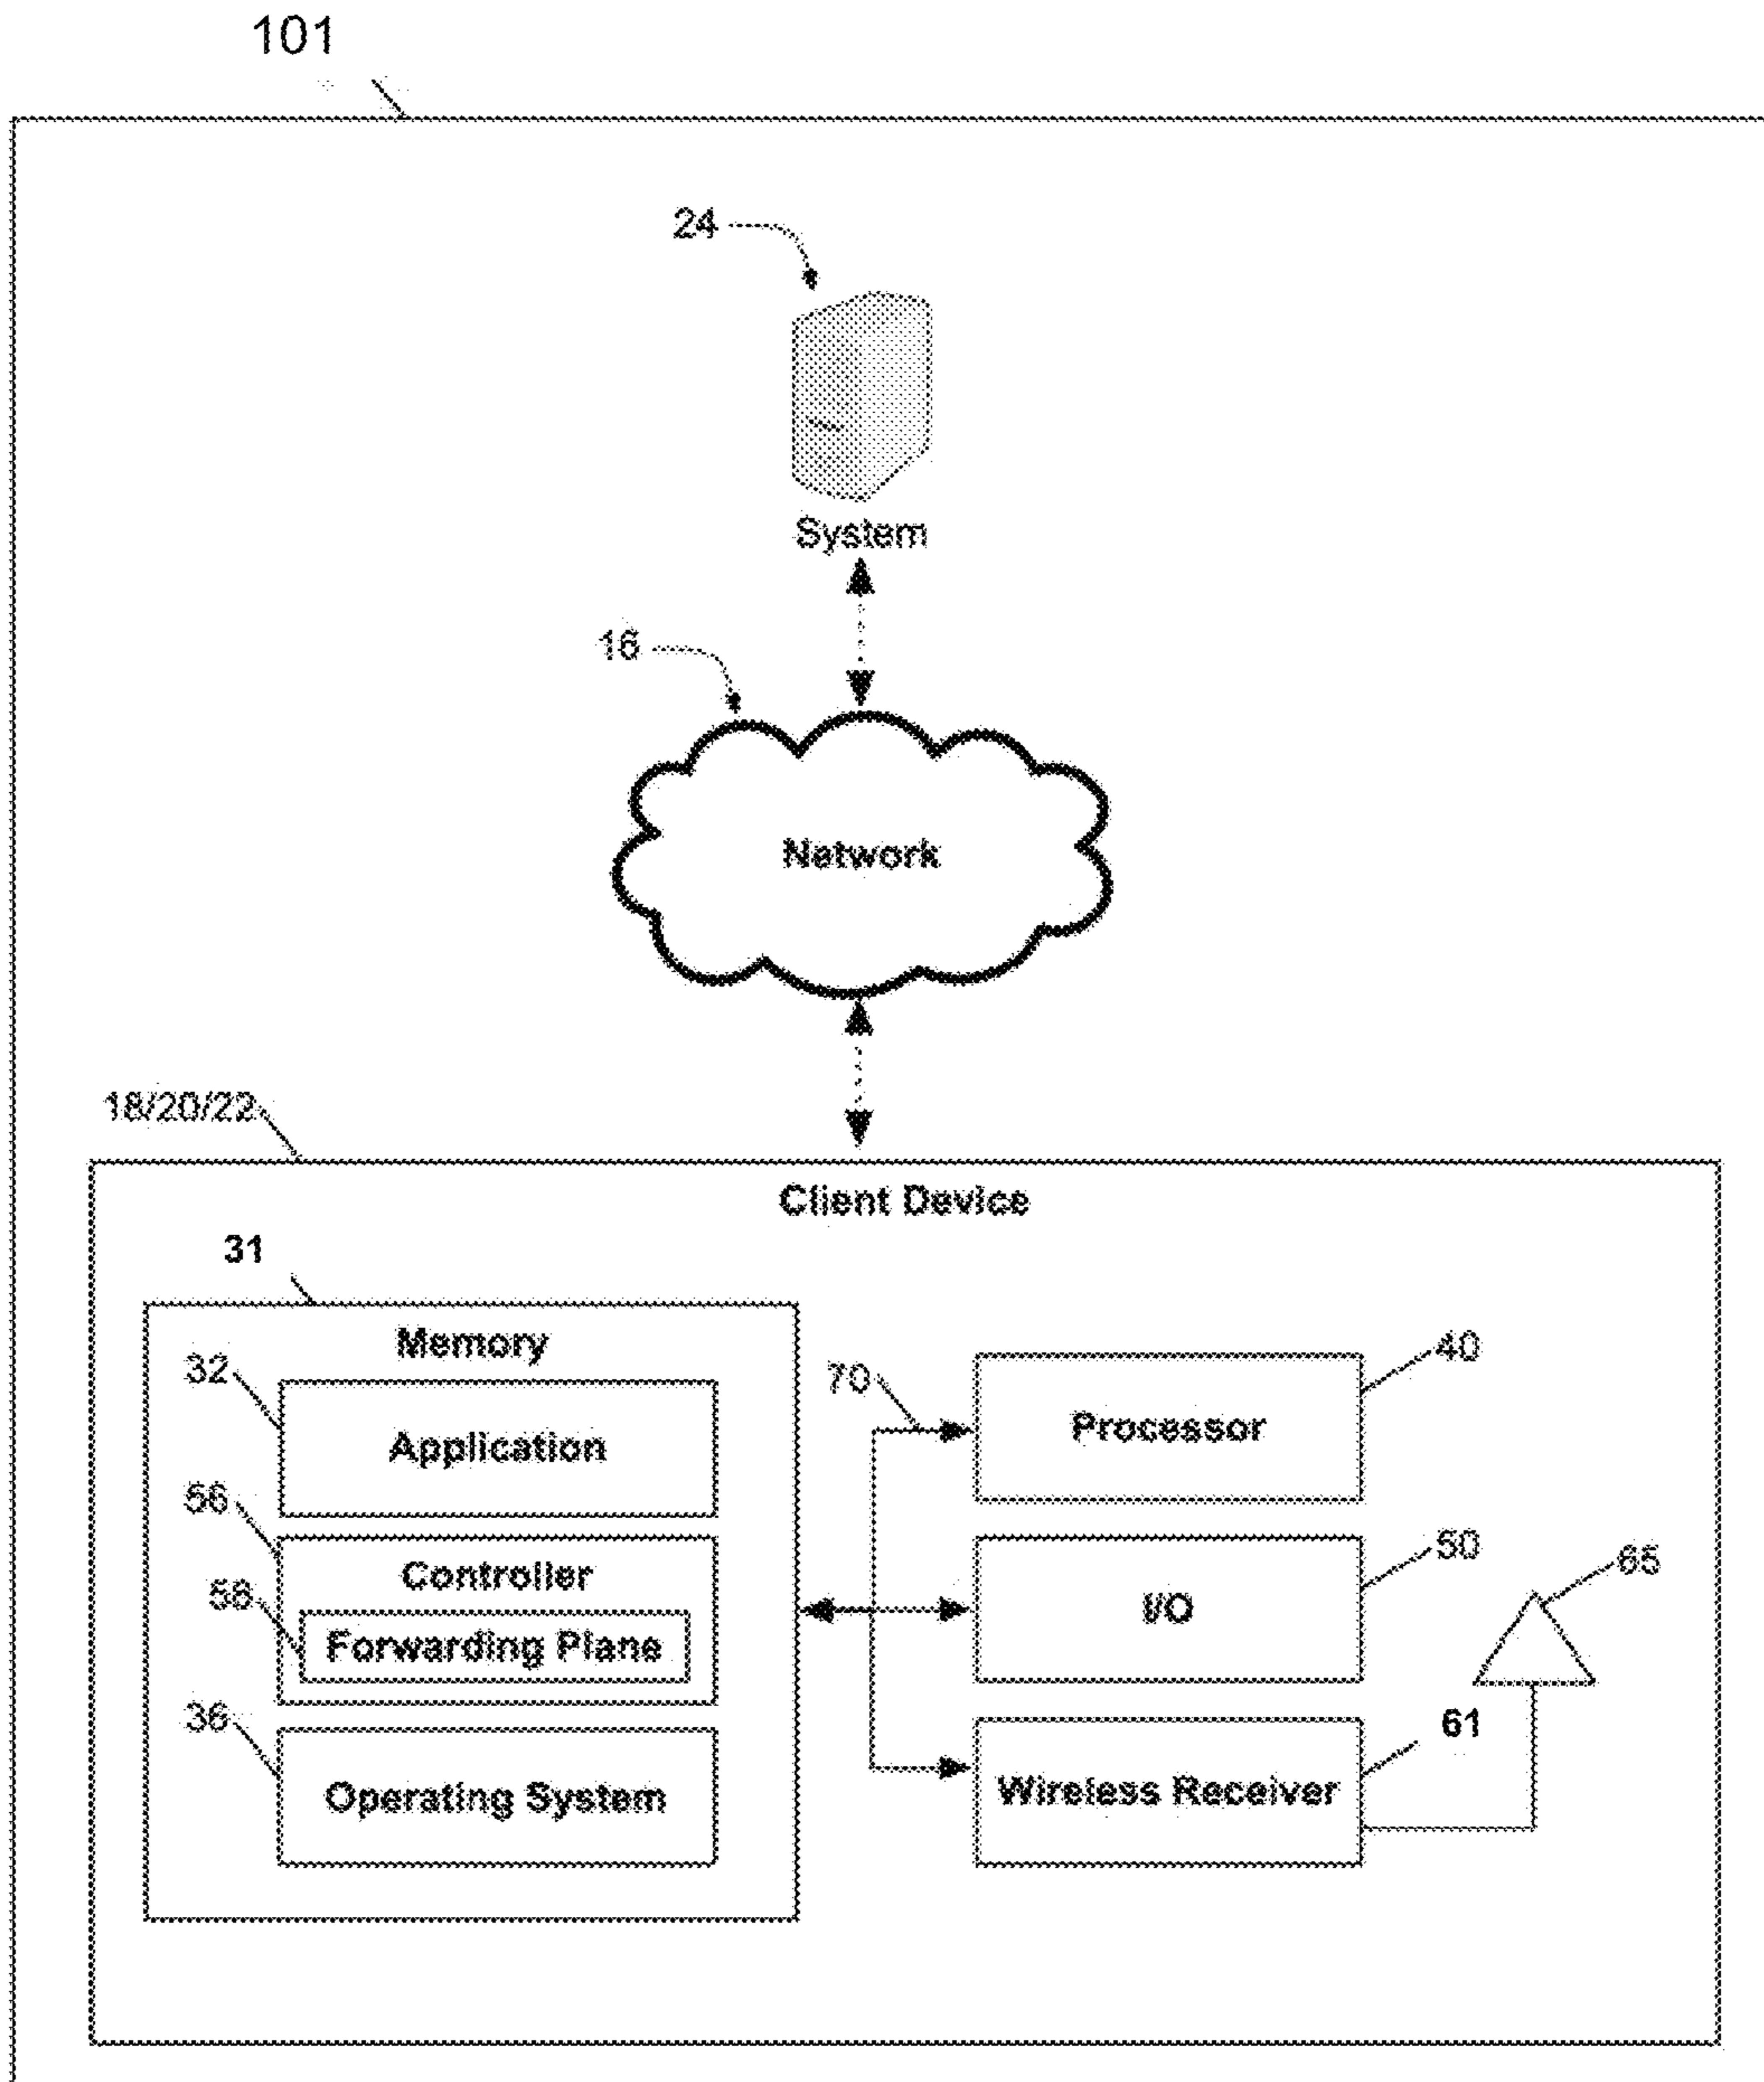 101
24
System
16
Network
18/20/22
Client Device
31
Memory
32
Application
56
Controller
58
Forwarding Plane
36
Operating System
70
Processor
40
I/O
50
65
Wireless Receiver
61